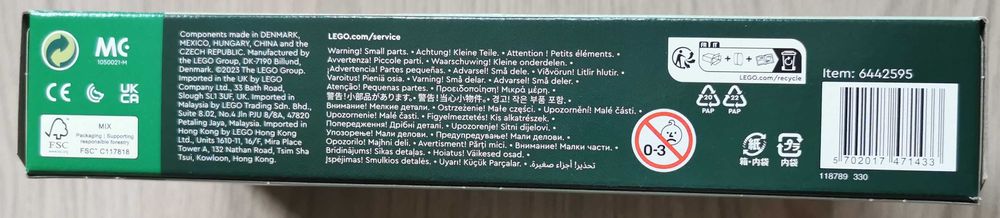 MC
1050021-M
CE
UK
CA
FSC
www.fsc.org
MIX
Packaging | Supporting
responsible forestry
FSC™ C117818
Components made in DENMARK,
MEXICO, HUNGARY, CHINA and the
CZECH REPUBLIC. Manufactured by
the LEGO Group, DK-7190 Billund,
Denmark. ©2023 The LEGO Group.
Imported in the UK by LEGO
Company Ltd., 33 Bath Road,
Slough SL1 3UF, UK. Imported in
Malaysia by LEGO Trading Sdn. Bhd.,
Suite 8.02, No.4 Jln PJU 8/8A, 47820
Petaling Jaya, Malaysia. Imported in
Hong Kong by LEGO Hong Kong
Ltd., Units 1610-11, 16/F, Mira Place
Tower A, 132 Nathan Road, Tsim Sha
Tsui, Kowloon, Hong Kong.
LEGO.com/service
Warning! Small parts. • Achtung! Kleine Teile. • Attention ! Petits éléments. •
Avvertenza! Piccole parti. • Waarschuwing! Kleine onderdelen. •
¡Advertencia! Partes pequeñas. • Advarsel! Små dele. • Viðvörun! Litlir hlutir. •
Varoitus! Pieniä osia. • Varning! Små delar. • Advarsel! Små deler. •
Atenção! Peças pequenas. • Προειδοποίηση! Μικρά μέρη. •
警告!小部品があります。• 警告!当心小物件。• 경고! 작은 부품 포함. •
Внимание! Мелкие детали. • Ostrzeżenie! Małe części. • Upozornění! Malé části. •
Upozornenie! Malé časti. • Figyelmeztetés! Kis alkatrészek. •
Попередження! Дрібні деталі. • Upozorenje! Sitni dijelovi. •
Упозорење! Мали делови. • Предупредување! Мали делови. •
Opozorilo! Majhni deli. • Avertisment! Părți mici. • Внимание! Малки части. •
Brīdinājums! Sīkas detaļas. • Hoiatus! Väikesed osad. •
Įspėjimas! Smulkios detalės. • Uyarı! Küçük Parçalar. •
تحذير! أجزاء صغيرة.
0-3
FR
LEGO.com/recycle
20
PAP
22
PAP
紙
箱・内袋
プラ
内袋
Item: 6442595
5 702017 471433
118789 330